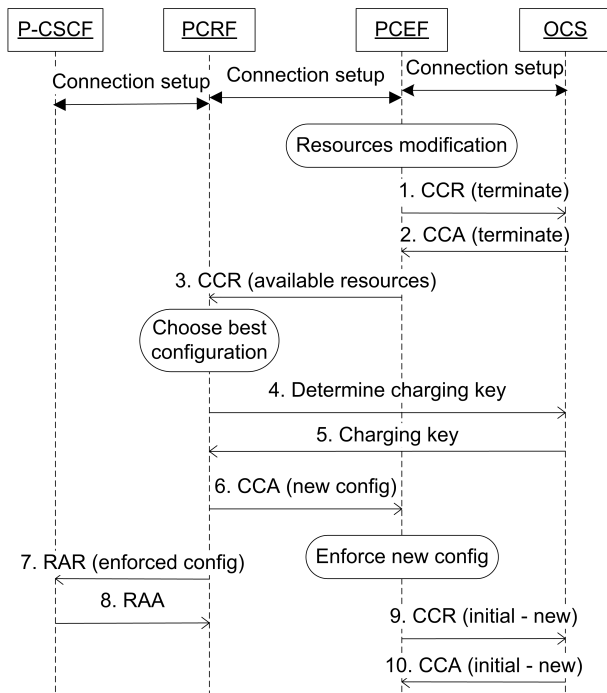 P-CSCF
PCRF
PCEF
OCS
Connection setup
Connection setup
Connection setup
Resources modification
1. CCR (terminate)
2. CCA (terminate)
3. CCR (available resources)
Choose best
configuration
4. Determine charging key
5. Charging key
6. CCA (new config)
Enforce new config
7. RAR (enforced config)
8. RAA
9. CCR (initial - new)
10. CCA (initial - new)